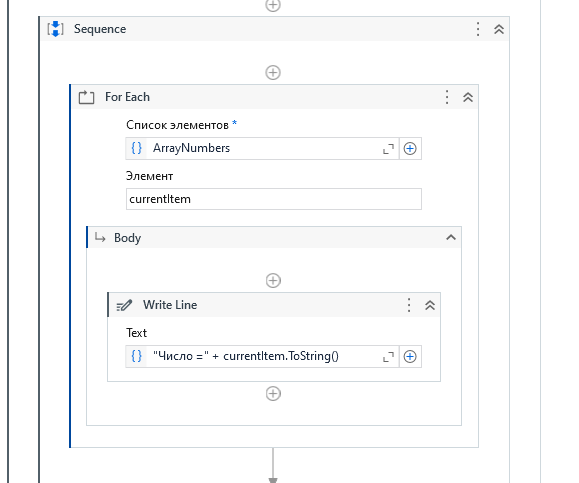 Sequence
For Each
Список элементов *
{} ArrayNumbers
Элемент
currentItem
Body
Write Line
Text
{} "Число =" + currentItem.ToString()